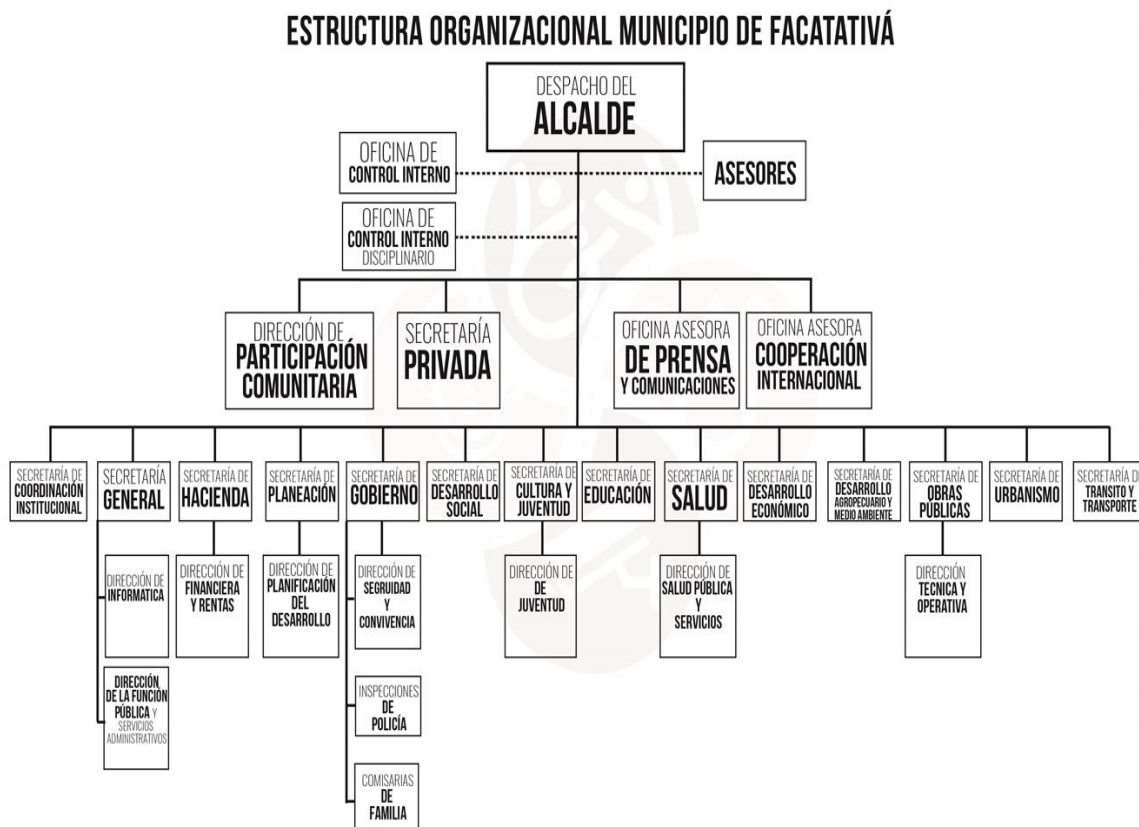 ESTRUCTURA ORGANIZACIONAL MUNICIPIO DE FACATATIVÁ
DESPACHO DEL
ALCALDE
OFICINA DE
CONTROL INTERNO
ASESORES
OFICINA DE
CONTROL INTERNO
DISCIPLINARIO
DIRECCIÓN DE
PARTICIPACIÓN
COMUNITARIA
SECRETARÍA
PRIVADA
OFICINA ASESORA
DE PRENSA
Y COMUNICACIONES
OFICINA ASESORA
COOPERACIÓN
INTERNACIONAL
SECRETARÍA DE
COORDINACIÓN
INSTITUCIONAL
SECRETARÍA
GENERAL
SECRETARÍA DE
HACIENDA
SECRETARÍA DE
PLANEACIÓN
SECRETARÍA DE
GOBIERNO
SECRETARÍA DE
DESARROLLO
SOCIAL
SECRETARÍA DE
CULTURA Y
JUVENTUD
SECRETARÍA DE
EDUCACIÓN
SECRETARÍA DE
SALUD
SECRETARÍA DE
DESARROLLO
ECONÓMICO
SECRETARÍA DE
DESARROLLO
AGROPECUARIO Y
MEDIO AMBIENTE
SECRETARÍA DE
OBRAS
PÚBLICAS
SECRETARÍA DE
URBANISMO
SECRETARÍA DE
TRANSITO Y
TRANSPORTE
DIRECCIÓN DE
INFORMATICA
DIRECCIÓN DE
FINANCIERA
Y RENTAS
DIRECCIÓN DE
PLANIFICACIÓN
DEL
DESARROLLO
DIRECCIÓN DE
SEGRUIDAD
Y
CONVIVENCIA
DIRECCIÓN DE
DE
JUVENTUD
DIRECCIÓN DE
SALUD PÚBLICA
Y
SERVICIOS
DIRECCIÓN
TECNICA Y
OPERATIVA
DIRECCIÓN
DE LA FUNCIÓN
PÚBLICA Y
SERVICIOS
ADMINISTRATIVOS
INSPECCIONES
DE
POLICÍA
COMISARIAS
DE
FAMILIA